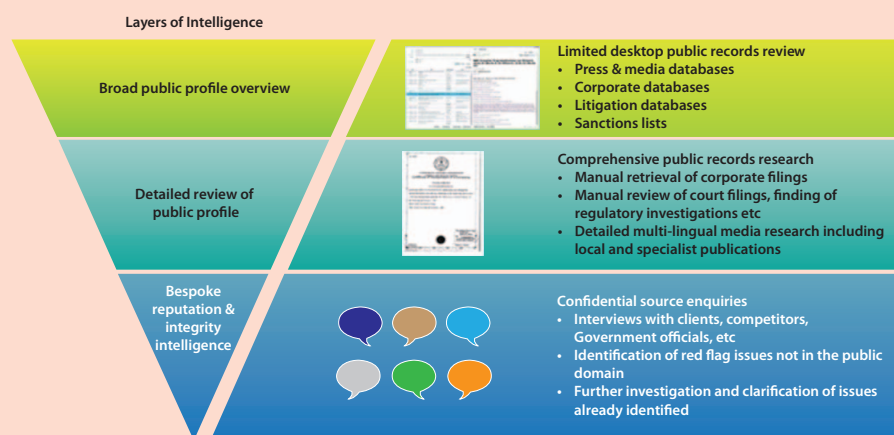 Layers of Intelligence
Broad public profile overview
Limited desktop public records review
• Press & media databases
• Corporate databases
• Litigation databases
• Sanctions lists
Detailed review of
public profile
Comprehensive public records research
• Manual retrieval of corporate filings
• Manual review of court filings, finding of
regulatory investigations etc
• Detailed multi-lingual media research including
local and specialist publications
Bespoke
reputation &
integrity
intelligence
Confidential source enquiries
• Interviews with clients, competitors,
Government officials, etc
• Identification of red flag issues not in the public
domain
• Further investigation and clarification of issues
already identified